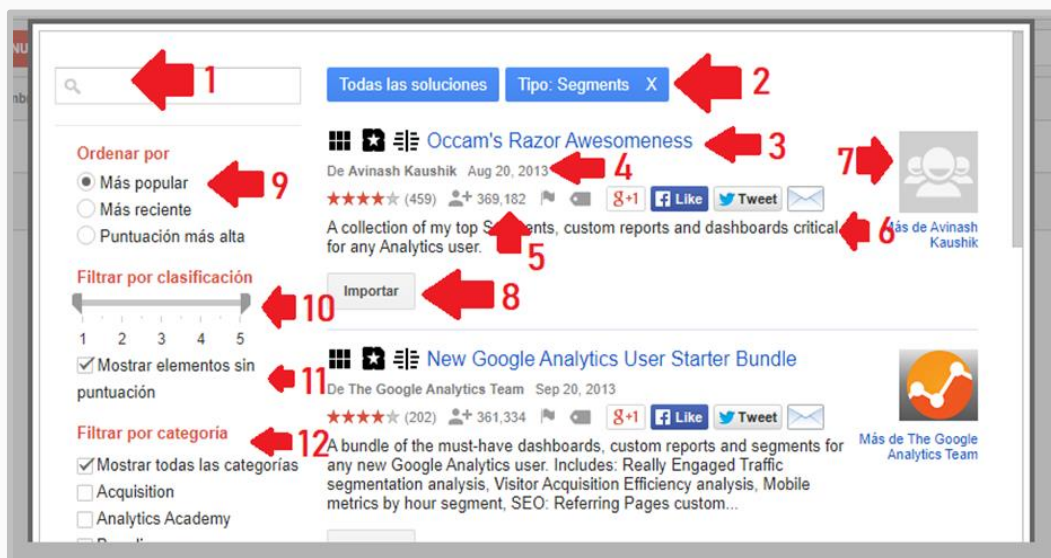 NU
1
Todas las soluciones
Tipo: Segments X
2
Ordenar por
Más popular
9
Más reciente
Puntuación más alta
Filtrar por clasificación
10
1 2 3 4 5
Mostrar elementos sin
puntuación
11
Filtrar por categoría
12
Mostrar todas las categorías
Acquisition
Analytics Academy
Occam's Razor Awesomeness
3
De Avinash Kaushik Aug 20, 2013
4
(459) 369,182 g+1 Like Tweet
A collection of my top Segments, custom reports and dashboards critical
6
for any Analytics user.
5
Importar
8
7
Más de Avinash
Kaushik
New Google Analytics User Starter Bundle
De The Google Analytics Team Sep 20, 2013
(202) 361,334 g+1 Like Tweet
A bundle of the must-have dashboards, custom reports and segments for
any new Google Analytics user. Includes: Really Engaged Traffic
segmentation analysis, Visitor Acquisition Efficiency analysis, Mobile
metrics by hour segment, SEO: Referring Pages custom...
Más de The Google
Analytics Team